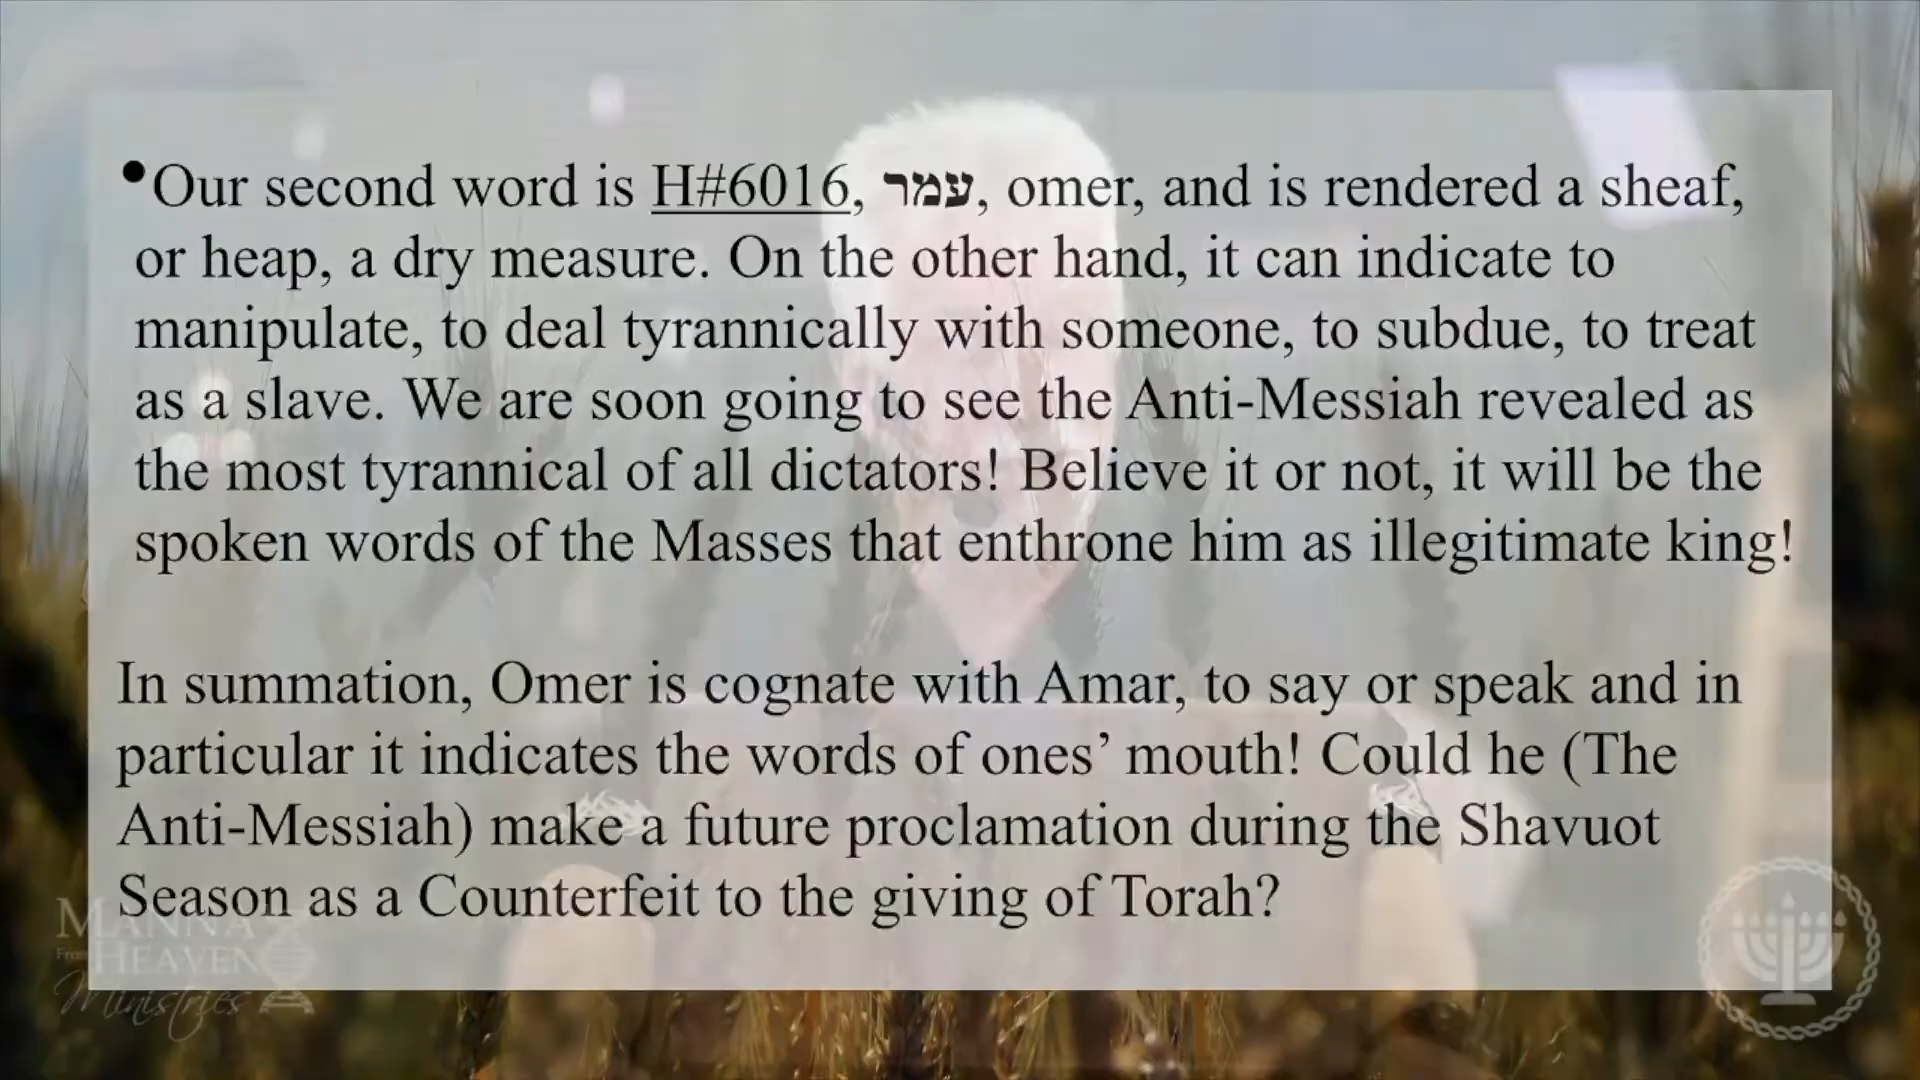 •Our second word is H#6016, עמר, omer, and is rendered a sheaf,
or heap, a dry measure. On the other hand, it can indicate to
manipulate, to deal tyrannically with someone, to subdue, to treat
as a slave. We are soon going to see the Anti-Messiah revealed as
the most tyrannical of all dictators! Believe it or not, it will be the
spoken words of the Masses that enthrone him as illegitimate king!
In summation, Omer is cognate with Amar, to say or speak and in
particular it indicates the words of ones’ mouth! Could he (The
Anti-Messiah) make a future proclamation during the Shavuot
Season as a Counterfeit to the giving of Torah?
MANNA
From HEAVEN
Ministries